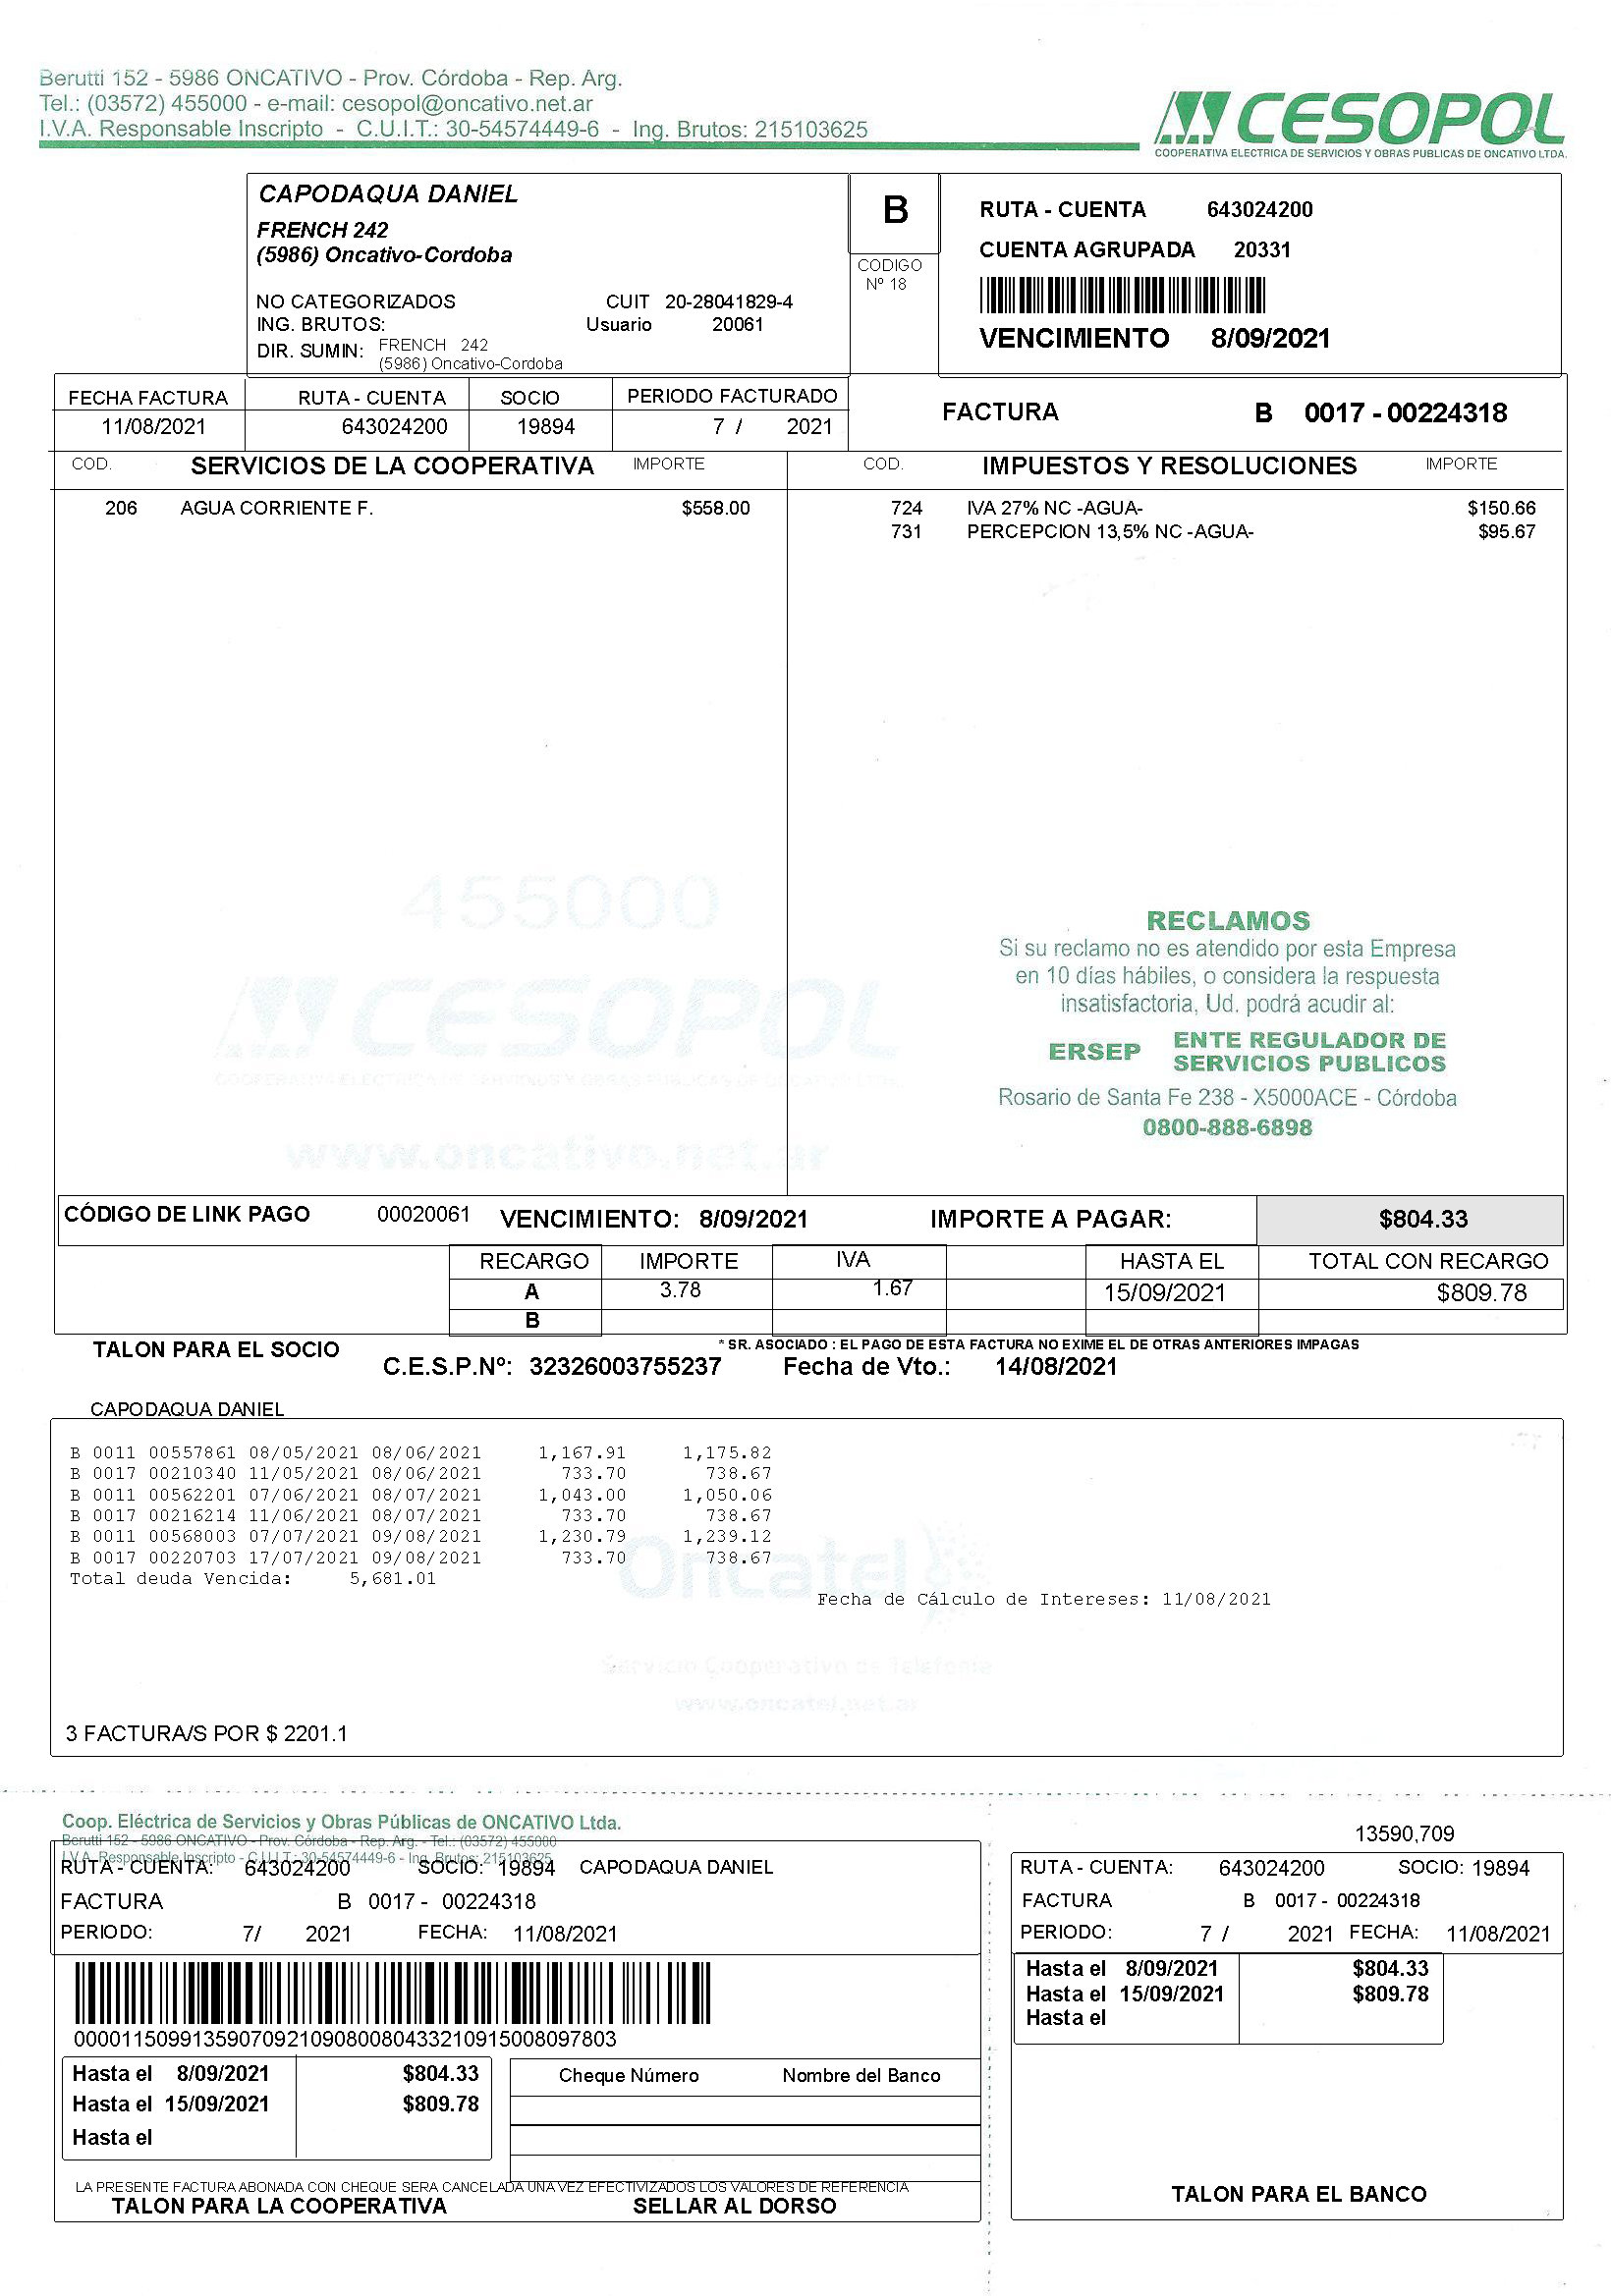 Berutti 152 - 5986 ONCATIVO - Prov. Córdoba - Rep. Arg.
Tel.: (03572) 455000 - e-mail: cesopol@oncativo.net.ar
I.V.A. Responsable Inscripto - C.U.I.T.: 30-54574449-6 - Ing. Brutos: 215103625
CESOPOL
COOPERATIVA ELECTRICA DE SERVICIOS Y OBRAS PUBLICAS DE ONCATIVO LTDA.
CAPODAQUA DANIEL
FRENCH 242
(5986) Oncativo-Cordoba
NO CATEGORIZADOS CUIT 20-28041829-4
ING. BRUTOS: Usuario 20061
DIR. SUMIN: FRENCH 242
(5986) Oncativo-Cordoba
B
CODIGO
Nº 18
RUTA - CUENTA 643024200
CUENTA AGRUPADA 20331
VENCIMIENTO 8/09/2021
FECHA FACTURA RUTA - CUENTA SOCIO PERIODO FACTURADO
11/08/2021 643024200 19894 7 / 2021
FACTURA B 0017 - 00224318
COD. SERVICIOS DE LA COOPERATIVA IMPORTE COD. IMPUESTOS Y RESOLUCIONES IMPORTE
206 AGUA CORRIENTE F. $558.00 724 IVA 27% NC -AGUA- $150.66
731 PERCEPCION 13,5% NC -AGUA- $95.67
455000
CESOPOL
COOPERATIVA ELECTRICA DE SERVICIOS Y OBRAS PUBLICAS DE ONCATIVO LTDA.
www.oncativo.net.ar
RECLAMOS
Si su reclamo no es atendido por esta Empresa
en 10 días hábiles, o considera la respuesta
insatisfactoria, Ud. podrá acudir al:
ERSEP ENTE REGULADOR DE
SERVICIOS PUBLICOS
Rosario de Santa Fe 238 - X5000ACE - Córdoba
0800-888-6898
CÓDIGO DE LINK PAGO 00020061 VENCIMIENTO: 8/09/2021 IMPORTE A PAGAR: $804.33
RECARGO IMPORTE IVA HASTA EL TOTAL CON RECARGO
A 3.78 1.67 15/09/2021 $809.78
B
TALON PARA EL SOCIO
* SR. ASOCIADO : EL PAGO DE ESTA FACTURA NO EXIME EL DE OTRAS ANTERIORES IMPAGAS
C.E.S.P.Nº: 32326003755237 Fecha de Vto.: 14/08/2021
CAPODAQUA DANIEL
B 0011 00557861 08/05/2021 08/06/2021 1,167.91 1,175.82
B 0017 00210340 11/05/2021 08/06/2021 733.70 738.67
B 0011 00562201 07/06/2021 08/07/2021 1,043.00 1,050.06
B 0017 00216214 11/06/2021 08/07/2021 733.70 738.67
B 0011 00568003 07/07/2021 09/08/2021 1,230.79 1,239.12
B 0017 00220703 17/07/2021 09/08/2021 733.70 738.67
Total deuda Vencida: 5,681.01
Oncatel
Fecha de Cálculo de Intereses: 11/08/2021
Servicio Cooperativo de Telefonía
www.oncatel.net.ar
3 FACTURA/S POR $ 2201.1
Coop. Eléctrica de Servicios y Obras Públicas de ONCATIVO Ltda.
Berutti 152 - 5986 ONCATIVO - Prov. Córdoba - Rep. Arg. - Tel.: (03572) 455000
I.V.A. Responsable Inscripto - C.U.I.T.: 30-54574449-6 - Ing. Brutos: 215103625
RUTA - CUENTA: 643024200 SOCIO: 19894 CAPODAQUA DANIEL
FACTURA B 0017 - 00224318
PERIODO: 7/ 2021 FECHA: 11/08/2021
00001150991359070921090800804332109150080978​03
Hasta el 8/09/2021 $804.33
Hasta el 15/09/2021 $809.78
Hasta el
Cheque Número Nombre del Banco
LA PRESENTE FACTURA ABONADA CON CHEQUE SERA CANCELADA UNA VEZ EFECTIVIZADOS LOS VALORES DE REFERENCIA
TALON PARA LA COOPERATIVA SELLAR AL DORSO
13590,709
RUTA - CUENTA: 643024200 SOCIO: 19894
FACTURA B 0017 - 00224318
PERIODO: 7 / 2021 FECHA: 11/08/2021
Hasta el 8/09/2021 $804.33
Hasta el 15/09/2021 $809.78
Hasta el
TALON PARA EL BANCO